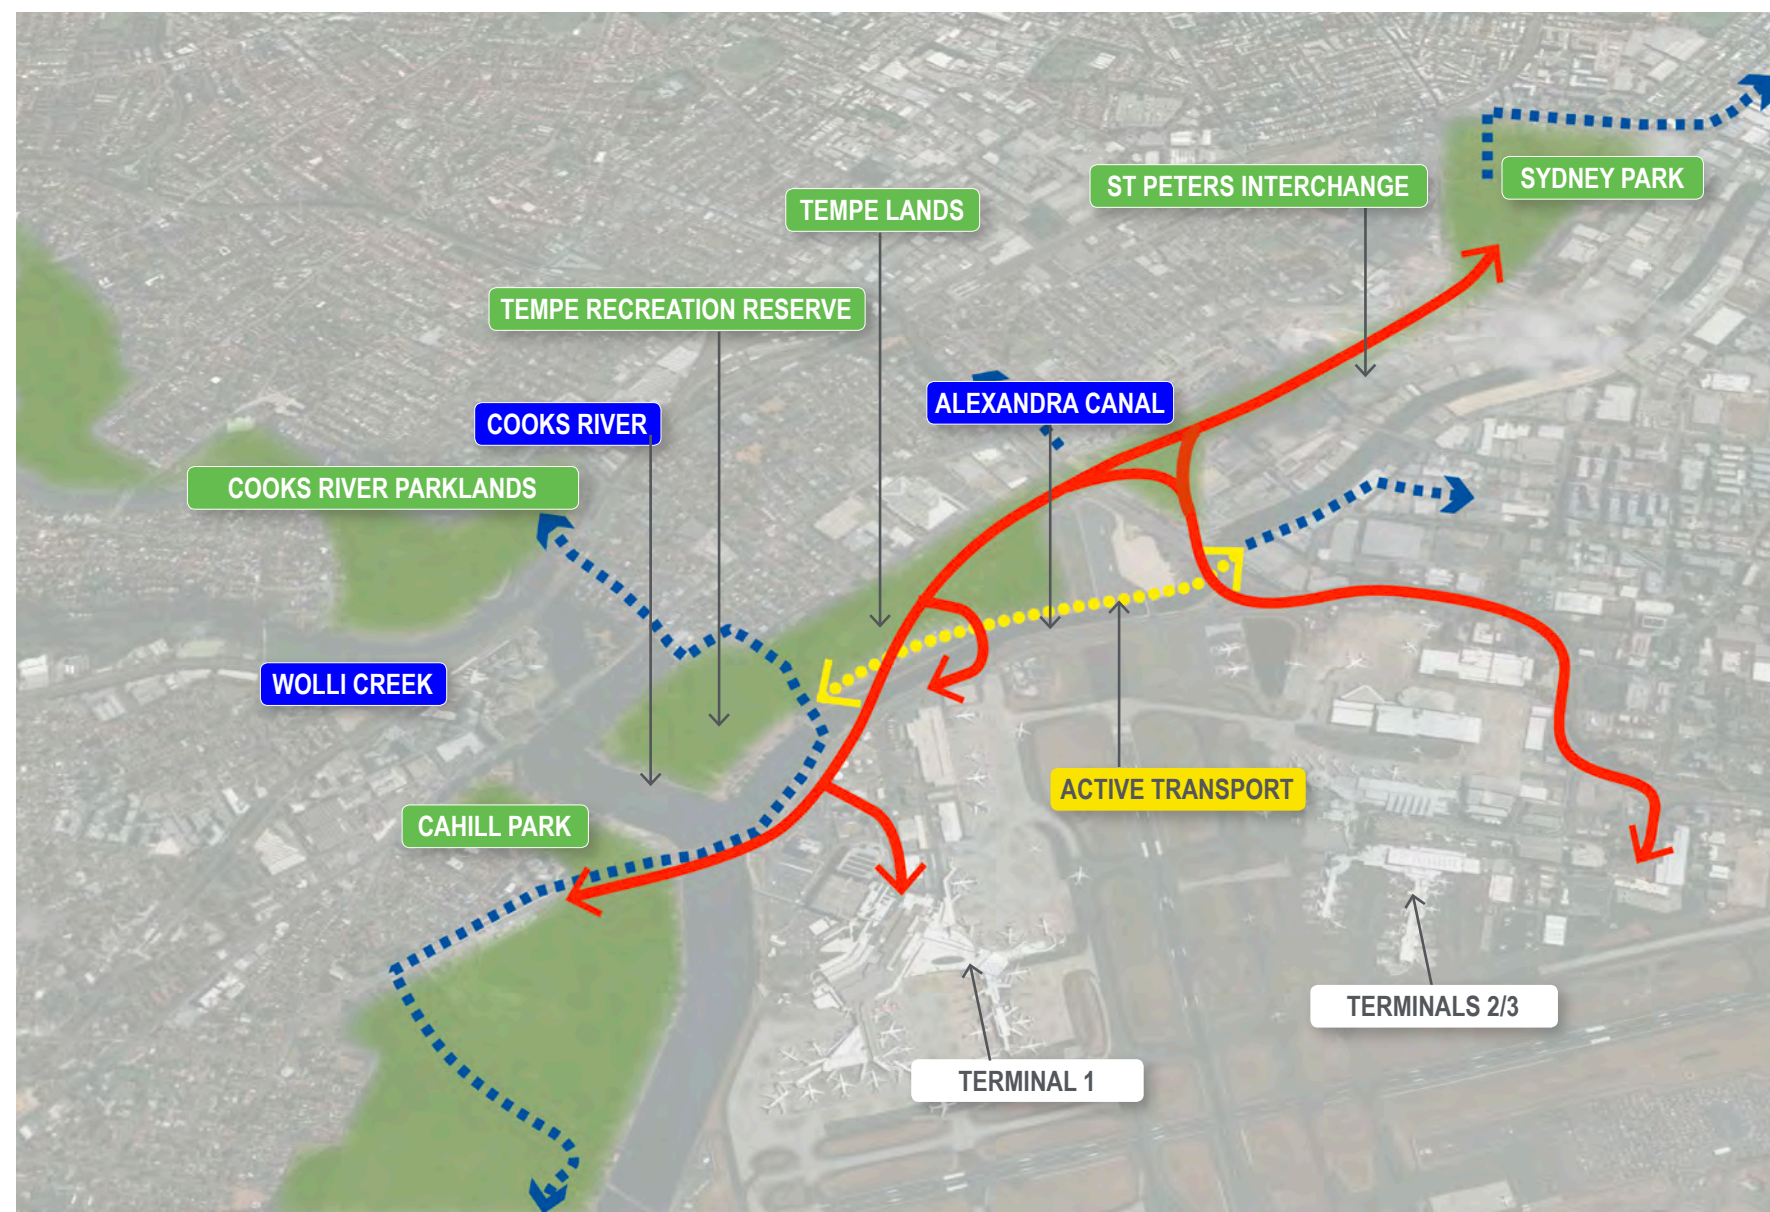 SYDNEY PARK
ST PETERS INTERCHANGE
TEMPE LANDS
TEMPE RECREATION RESERVE
ALEXANDRA CANAL
COOKS RIVER
COOKS RIVER PARKLANDS
WOLLI CREEK
ACTIVE TRANSPORT
CAHILL PARK
TERMINALS 2/3
TERMINAL 1